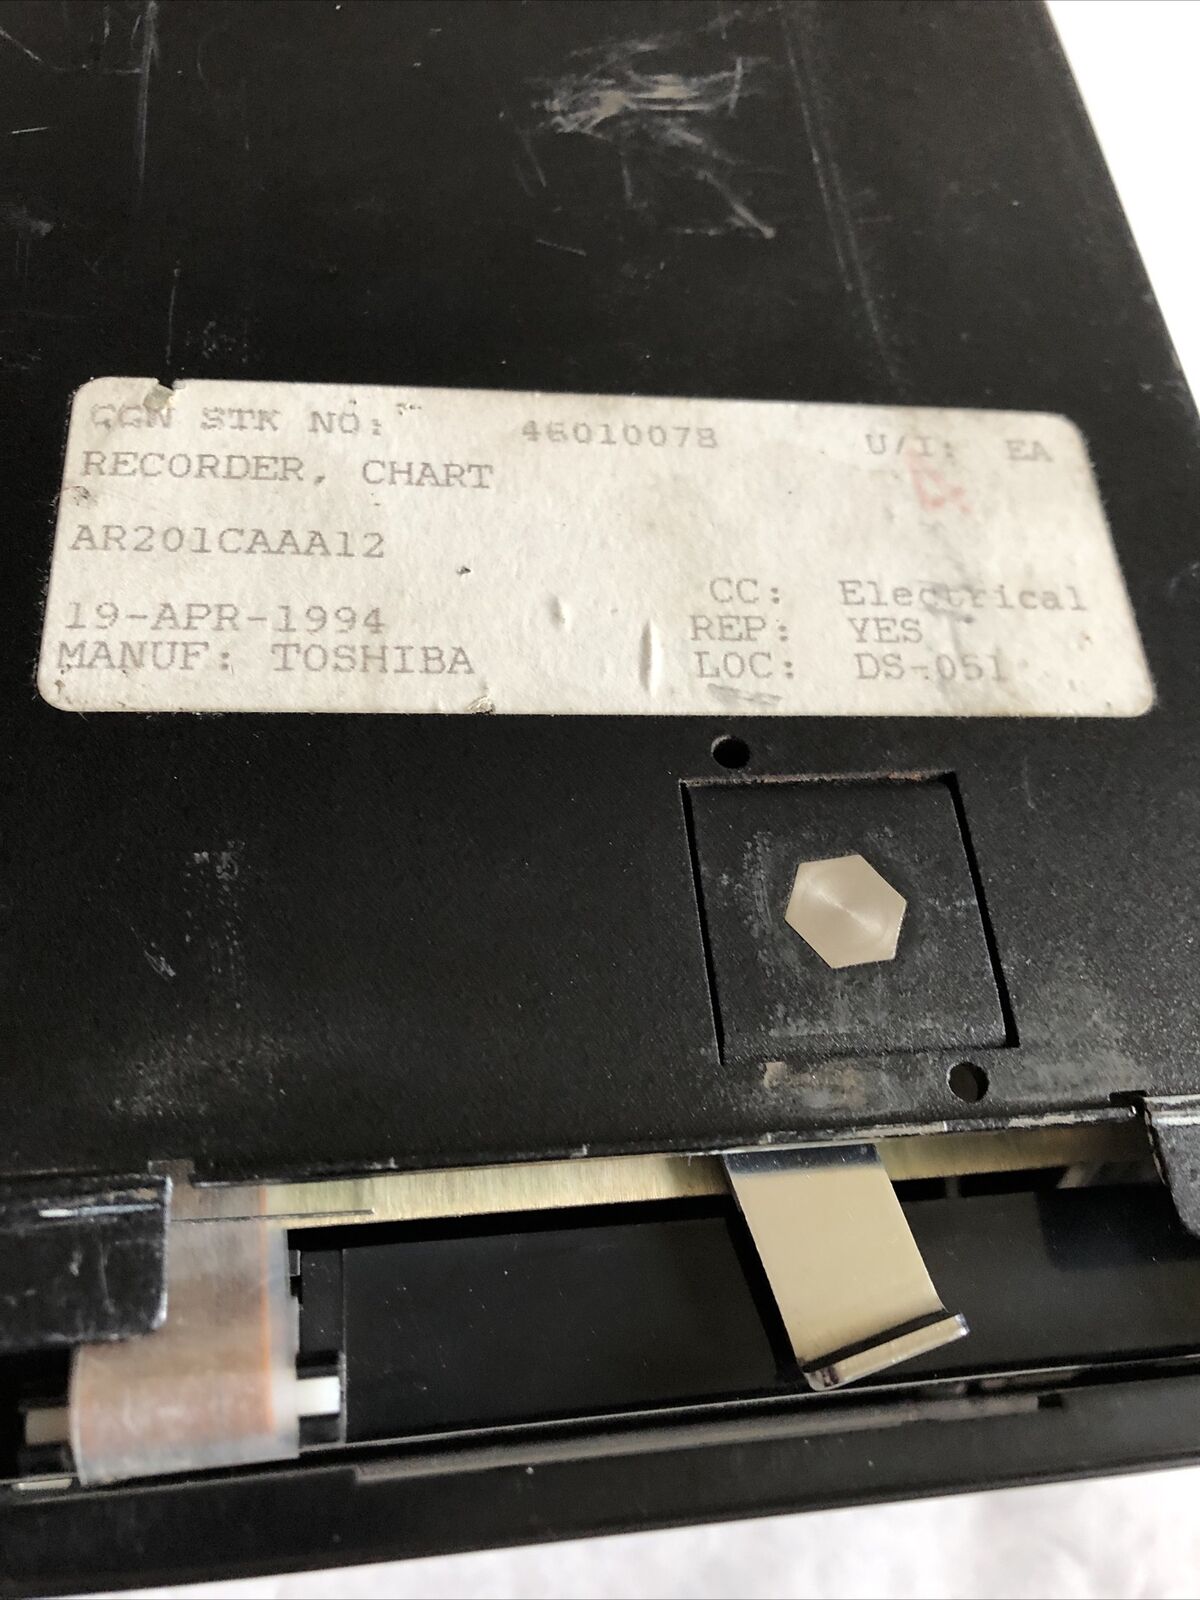 CGN STK NO: 46010078 U/I: EA
RECORDER, CHART
AR201CAAA12
19-APR-1994 CC: Electrical
MANUF: TOSHIBA REP: YES
LOC: DS-051